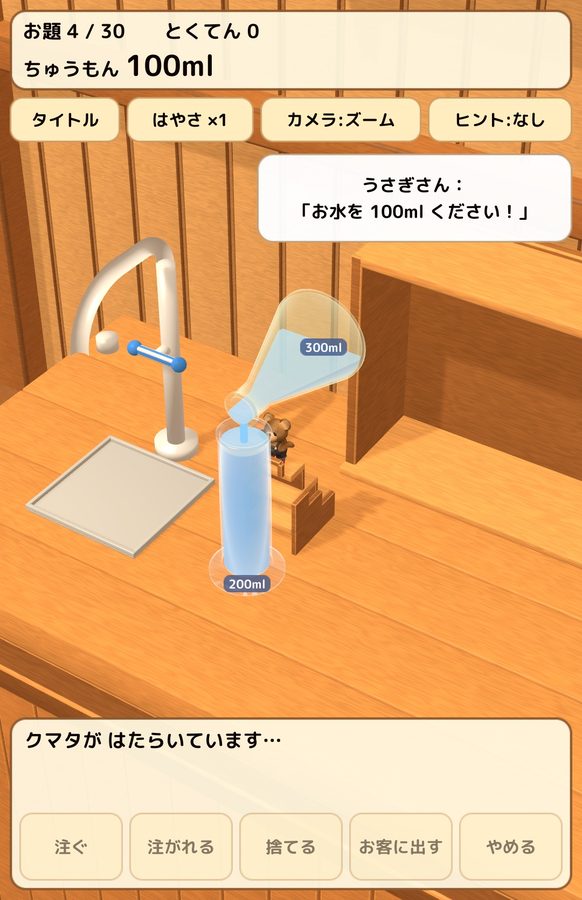 お題 4 / 30 とくてん 0
ちゅうもん 100ml
タイトル はやさ ×1 カメラ:ズーム ヒント:なし
うさぎさん：
「お水を 100ml ください！」
300ml
200ml
クマタが はたらいています…
注ぐ 注がれる 捨てる お客に出す やめる